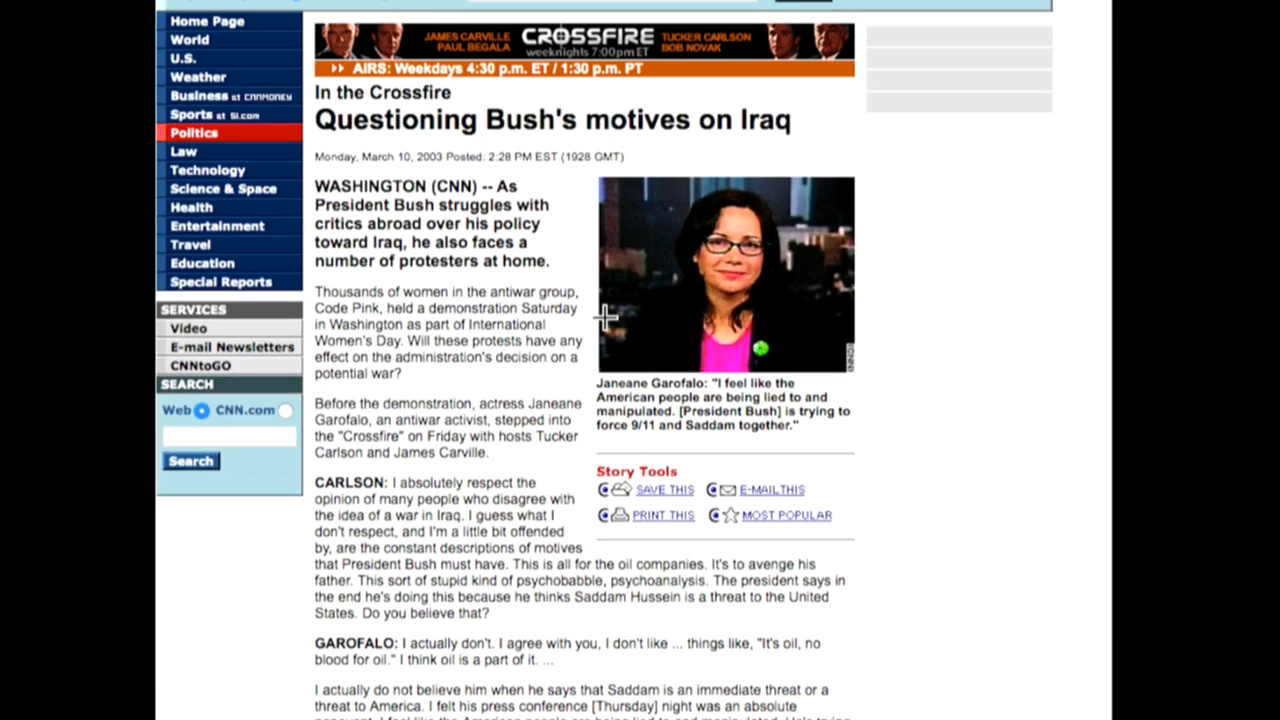 Home Page
World
U.S.
Weather
Business at CNNMONEY
Sports at SI.com
Politics
Law
Technology
Science & Space
Health
Entertainment
Travel
Education
Special Reports
SERVICES
Video
E-mail Newsletters
CNNtoGO
SEARCH
Web CNN.com
Search
JAMES CARVILLE
PAUL BEGALA
CROSSFIRE
weeknights 7:00pm ET
TUCKER CARLSON
BOB NOVAK
AIRS: Weekdays 4:30 p.m. ET / 1:30 p.m. PT
In the Crossfire
Questioning Bush's motives on Iraq
Monday, March 10, 2003 Posted: 2:28 PM EST (1928 GMT)
WASHINGTON (CNN) -- As
President Bush struggles with
critics abroad over his policy
toward Iraq, he also faces a
number of protesters at home.
Thousands of women in the antiwar group,
Code Pink, held a demonstration Saturday
in Washington as part of International
Women's Day. Will these protests have any
effect on the administration's decision on a
potential war?
Before the demonstration, actress Janeane
Garofalo, an antiwar activist, stepped into
the "Crossfire" on Friday with hosts Tucker
Carlson and James Carville.
CARLSON: I absolutely respect the
opinion of many people who disagree with
the idea of a war in Iraq. I guess what I
don't respect, and I'm a little bit offended
by, are the constant descriptions of motives
that President Bush must have. This is all for the oil companies. It's to avenge his
father. This sort of stupid kind of psychobabble, psychoanalysis. The president says in
the end he's doing this because he thinks Saddam Hussein is a threat to the United
States. Do you believe that?
GAROFALO: I actually don't. I agree with you, I don't like ... things like, "It's oil, no
blood for oil." I think oil is a part of it. ...
I actually do not believe him when he says that Saddam is an immediate threat or a
threat to America. I felt his press conference [Thursday] night was an absolute
Janeane Garofalo: "I feel like the
American people are being lied to and
manipulated. [President Bush] is trying to
force 9/11 and Saddam together."
Story Tools
SAVE THIS E-MAIL THIS
PRINT THIS MOST POPULAR